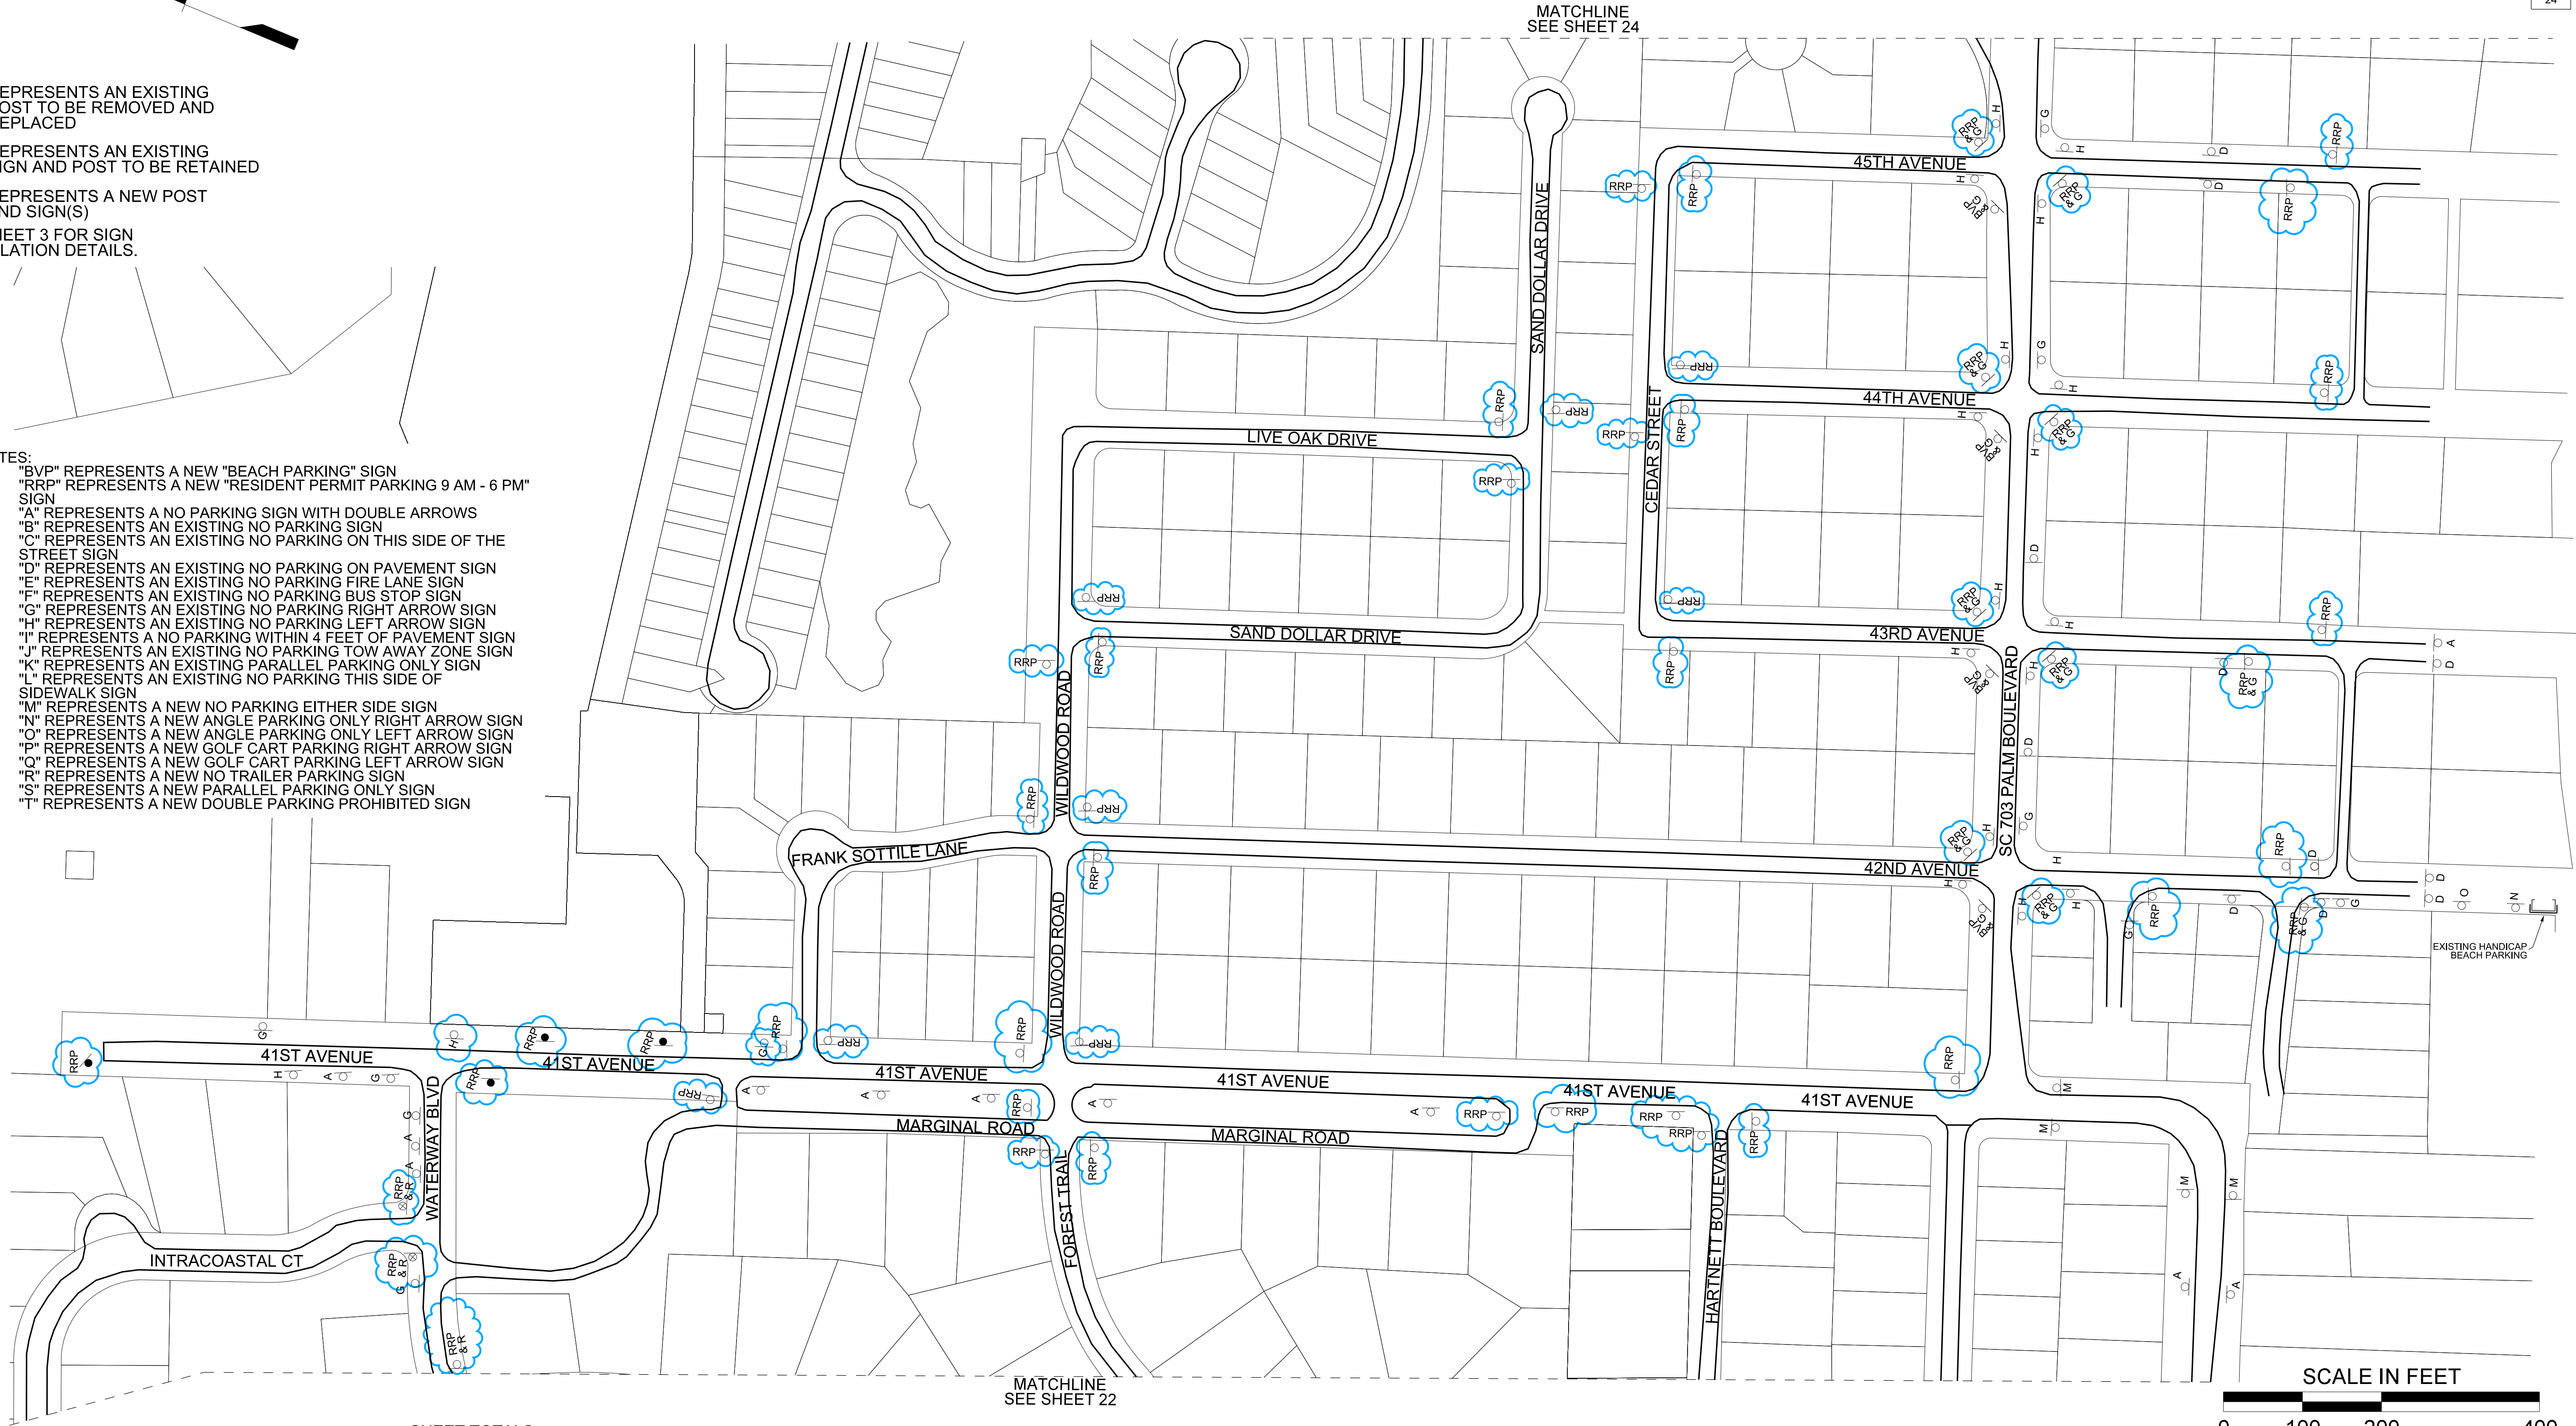 MATCHLINE
SEE SHEET 24
24
EPRESENTS AN EXISTING
OST TO BE REMOVED AND
EPLACED
EPRESENTS AN EXISTING
IGN AND POST TO BE RETAINED
EPRESENTS A NEW POST
ND SIGN(S)
HEET 3 FOR SIGN
LATION DETAILS.
TES:
"BVP" REPRESENTS A NEW "BEACH PARKING" SIGN
"RRP" REPRESENTS A NEW "RESIDENT PERMIT PARKING 9 AM - 6 PM"
SIGN
"A" REPRESENTS A NO PARKING SIGN WITH DOUBLE ARROWS
"B" REPRESENTS AN EXISTING NO PARKING SIGN
"C" REPRESENTS AN EXISTING NO PARKING ON THIS SIDE OF THE
STREET SIGN
"D" REPRESENTS AN EXISTING NO PARKING ON PAVEMENT SIGN
"E" REPRESENTS AN EXISTING NO PARKING FIRE LANE SIGN
"F" REPRESENTS AN EXISTING NO PARKING BUS STOP SIGN
"G" REPRESENTS AN EXISTING NO PARKING RIGHT ARROW SIGN
"H" REPRESENTS AN EXISTING NO PARKING LEFT ARROW SIGN
"I" REPRESENTS A NO PARKING WITHIN 4 FEET OF PAVEMENT SIGN
"J" REPRESENTS AN EXISTING NO PARKING TOW AWAY ZONE SIGN
"K" REPRESENTS AN EXISTING PARALLEL PARKING ONLY SIGN
"L" REPRESENTS AN EXISTING NO PARKING THIS SIDE OF
SIDEWALK SIGN
"M" REPRESENTS A NEW NO PARKING EITHER SIDE SIGN
"N" REPRESENTS A NEW ANGLE PARKING ONLY RIGHT ARROW SIGN
"O" REPRESENTS A NEW ANGLE PARKING ONLY LEFT ARROW SIGN
"P" REPRESENTS A NEW GOLF CART PARKING RIGHT ARROW SIGN
"Q" REPRESENTS A NEW GOLF CART PARKING LEFT ARROW SIGN
"R" REPRESENTS A NEW NO TRAILER PARKING SIGN
"S" REPRESENTS A NEW PARALLEL PARKING ONLY SIGN
"T" REPRESENTS A NEW DOUBLE PARKING PROHIBITED SIGN
45TH AVENUE
SAND DOLLAR DRIVE
44TH AVENUE
CEDAR STREET
LIVE OAK DRIVE
SAND DOLLAR DRIVE
43RD AVENUE
SC 703 PALM BOULEVARD
WILDWOOD ROAD
FRANK SOTTILE LANE
42ND AVENUE
WILDWOOD ROAD
EXISTING HANDICAP
BEACH PARKING
41ST AVENUE
41ST AVENUE
41ST AVENUE
41ST AVENUE
41ST AVENUE
41ST AVENUE
MARGINAL ROAD
MARGINAL ROAD
WATERWAY BLVD
FOREST TRAIL
HARTNETT BOULEVARD
INTRACOASTAL CT
RRP
RRP
RRP
RRP
& G
RRP
& G
BVP
& G
RRP
& R
H
G
D
A
M
O
N
MATCHLINE
SEE SHEET 22
SCALE IN FEET